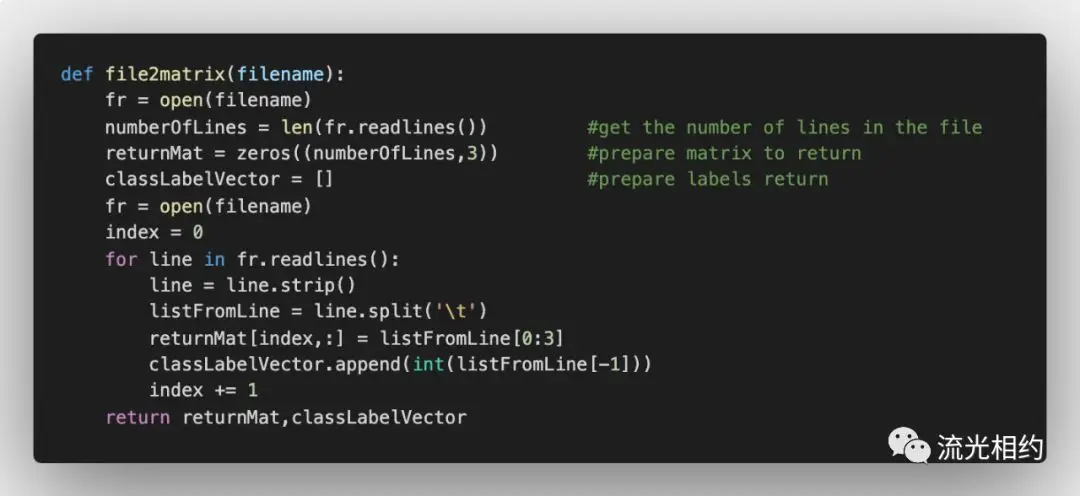 def file2matrix(filename):
    fr = open(filename)
    numberOfLines = len(fr.readlines())         #get the number of lines in the file
    returnMat = zeros((numberOfLines,3))        #prepare matrix to return
    classLabelVector = []                       #prepare labels return
    fr = open(filename)
    index = 0
    for line in fr.readlines():
        line = line.strip()
        listFromLine = line.split('\t')
        returnMat[index,:] = listFromLine[0:3]
        classLabelVector.append(int(listFromLine[-1]))
        index += 1
    return returnMat,classLabelVector
流光相约